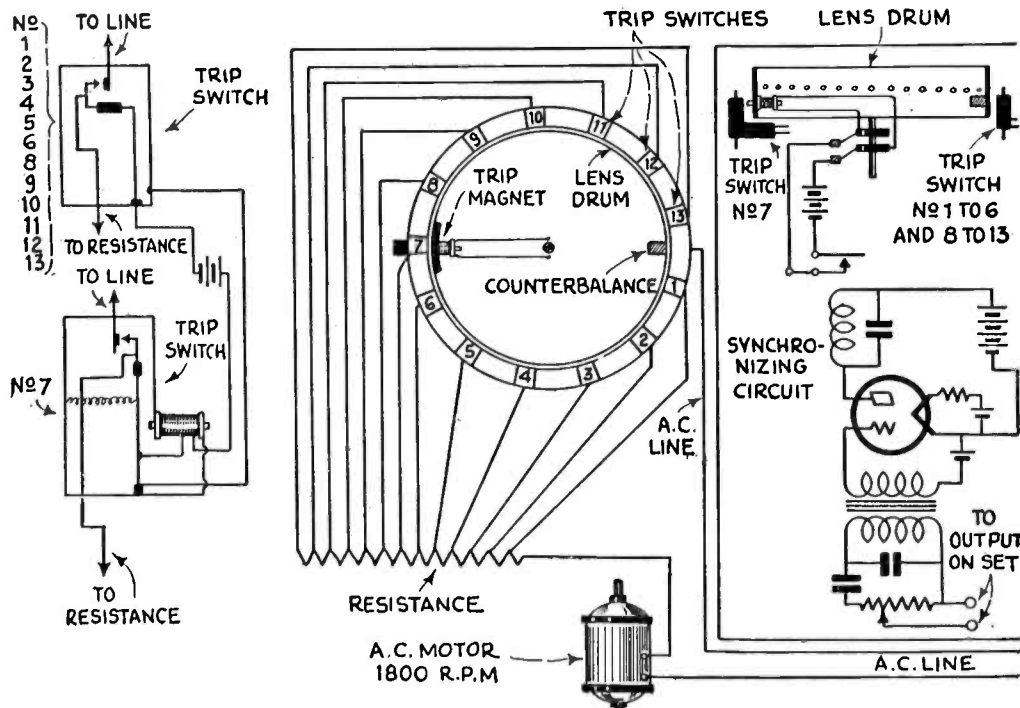 Nº
1
2
3
4
5
6
8
9
10
11
12
13
TO LINE
TRIP
SWITCH
TO RESISTANCE
TO LINE
TRIP
SWITCH
Nº7
TO
RESISTANCE
TRIP SWITCHES
10
11
12
13
1
2
3
4
5
6
7
8
9
TRIP
MAGNET
LENS
DRUM
COUNTERBALANCE
A.C.
LINE
RESISTANCE
A.C. MOTOR
1800 R.P.M
LENS DRUM
TRIP
SWITCH
Nº7
TRIP
SWITCH
Nº1 TO 6
AND 8 TO 13
SYNCHRO-
NIZING
CIRCUIT
TO
OUTPUT
ON SET
A.C. LINE